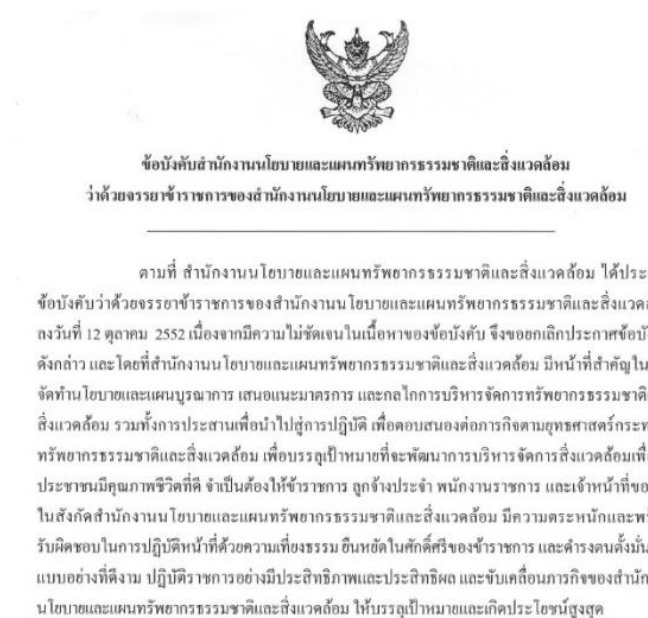 ข้อบังคับสำนักงานนโยบายและแผนทรัพยากรธรรมชาติและสิ่งแวดล้อม
ว่าด้วยจรรยาข้าราชการของสำนักงานนโยบายและแผนทรัพยากรธรรมชาติและสิ่งแวดล้อม
ตามที่ สำนักงานนโยบายและแผนทรัพยากรธรรมชาติและสิ่งแวดล้อม ได้ประ
ข้อบังคับว่าด้วยจรรยาข้าราชการของสำนักงานนโยบายและแผนทรัพยากรธรรมชาติและสิ่งแวด
ลงวันที่ 12 ตุลาคม 2552 เนื่องจากมีความไม่ชัดเจนในเนื้อหาของข้อบังคับ จึงขอยกเลิกประกาศข้อบั
ดังกล่าว และโดยที่สำนักงานนโยบายและแผนทรัพยากรธรรมชาติและสิ่งแวดล้อม มีหน้าที่สำคัญใน
จัดทำนโยบายและแผนบูรณาการ เสนอแนะมาตรการ และกลไกการบริหารจัดการทรัพยากรธรรมชาติ
สิ่งแวดล้อม รวมทั้งการประสานเพื่อนำไปสู่การปฏิบัติ เพื่อตอบสนองต่อภารกิจตามยุทธศาสตร์กระท
ทรัพยากรธรรมชาติและสิ่งแวดล้อม เพื่อบรรลุเป้าหมายที่จะพัฒนาการบริหารจัดการสิ่งแวดล้อมเพื่
ประชาชนมีคุณภาพชีวิตที่ดี จำเป็นต้องให้ข้าราชการ ลูกจ้างประจำ พนักงานราชการ และเจ้าหน้าที่ขอ
ในสังกัดสำนักงานนโยบายและแผนทรัพยากรธรรมชาติและสิ่งแวดล้อม มีความตระหนักและพร้
รับผิดชอบในการปฏิบัติหน้าที่ด้วยความเที่ยงธรรม ยืนหยัดในศักดิ์ศรีของข้าราชการ และดำรงตนตั้งมั่น
แบบอย่างที่ดีงาม ปฏิบัติราชการอย่างมีประสิทธิภาพและประสิทธิผล และขับเคลื่อนภารกิจของสำนัก
นโยบายและแผนทรัพยากรธรรมชาติและสิ่งแวดล้อม ให้บรรลุเป้าหมายและเกิดประโยชน์สูงสุด